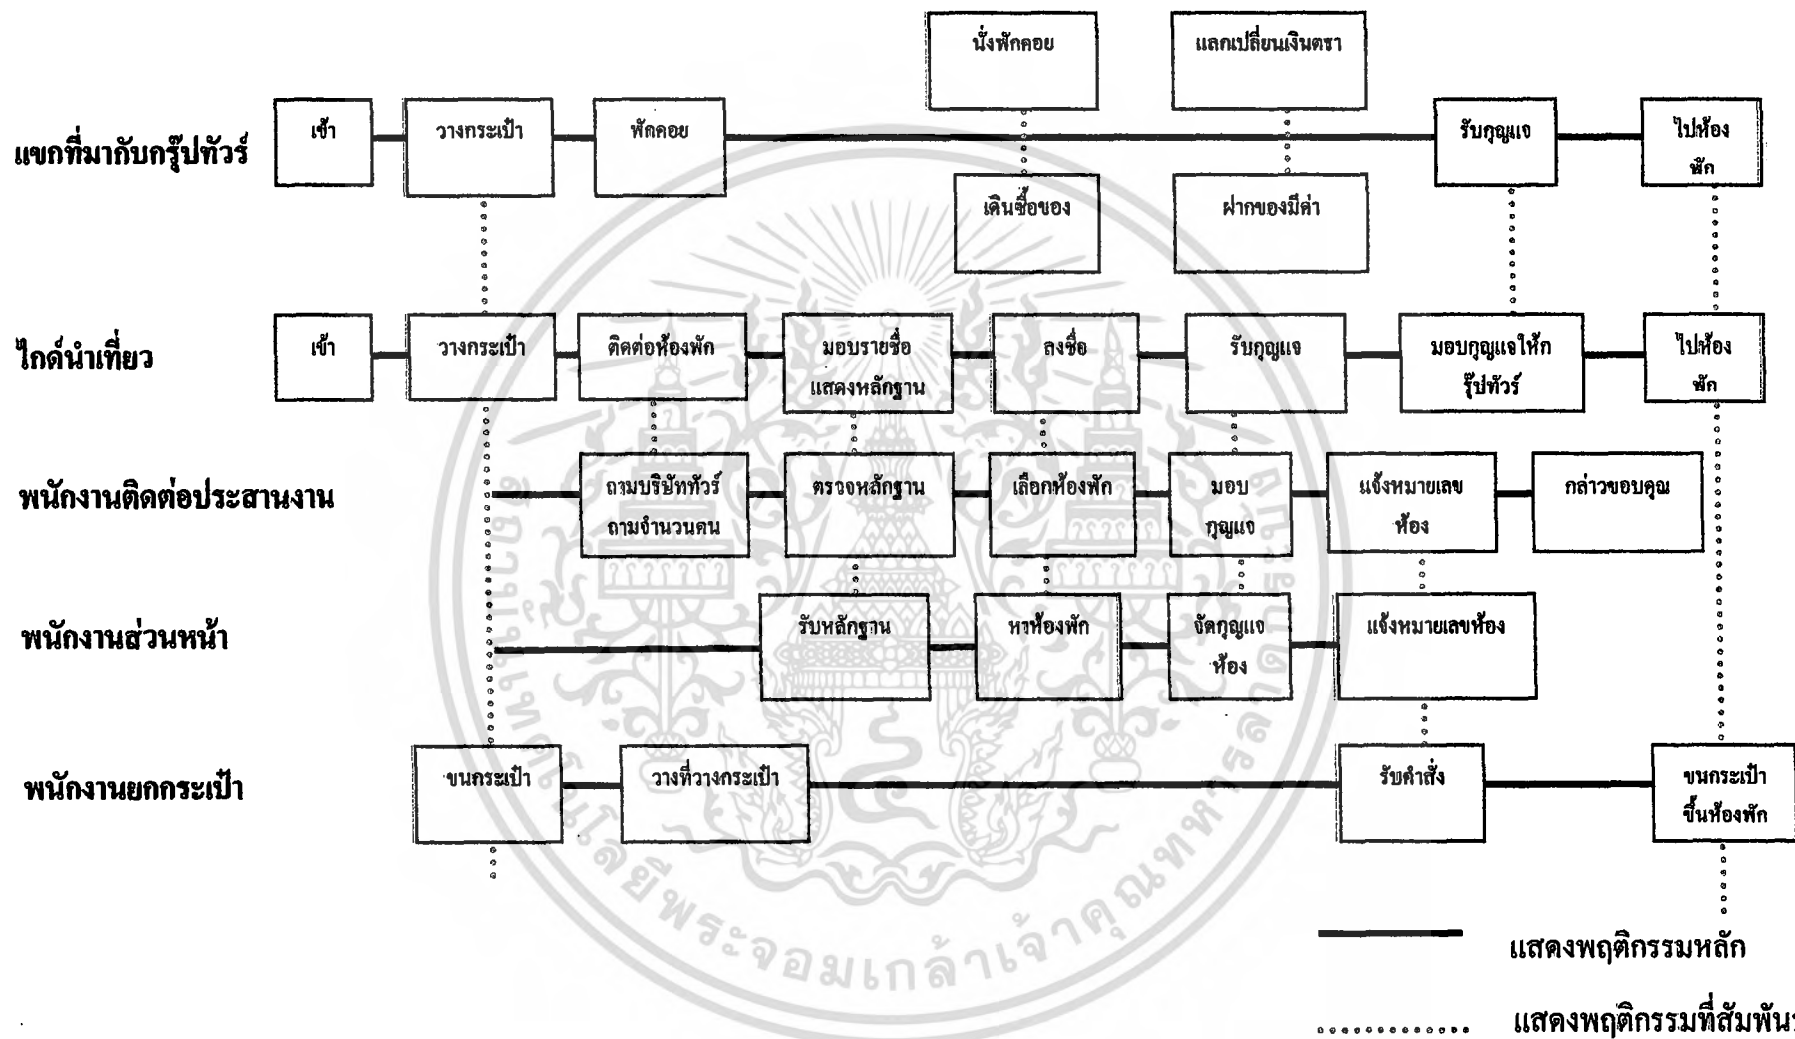 นั่งพักคอย
แลกเปลี่ยนเงินตรา
แขกที่มากับกรุ๊ปทัวร์
เข้า
วางกระเป๋า
พักคอย
รับกุญแจ
ไปห้อง
พัก
เดินซื้อของ
ฝากของมีค่า
ไกด์นำเที่ยว
เข้า
วางกระเป๋า
ติดต่อห้องพัก
มอบรายชื่อ
แสดงหลักฐาน
ลงชื่อ
รับกุญแจ
มอบกุญแจให้ก
รุ๊ปทัวร์
ไปห้อง
พัก
พนักงานติดต่อประสานงาน
ถามบริษัททัวร์
ถามจำนวนคน
ตรวจหลักฐาน
เลือกห้องพัก
มอบ
กุญแจ
แจ้งหมายเลข
ห้อง
กล่าวขอบคุณ
พนักงานส่วนหน้า
รับหลักฐาน
หาห้องพัก
จัดกุญแจ
ห้อง
แจ้งหมายเลขห้อง
พนักงานยกกระเป๋า
ขนกระเป๋า
วางที่วางกระเป๋า
รับคำสั่ง
ขนกระเป๋า
ขึ้นห้องพัก
แสดงพฤติกรรมหลัก
แสดงพฤติกรรมที่สัมพันธ